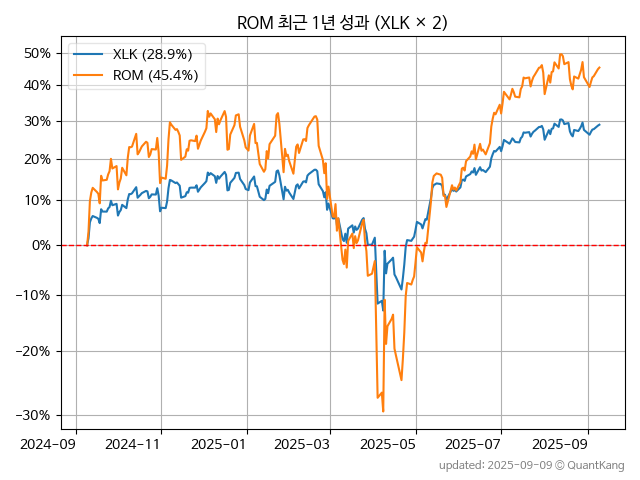 ROM 최근 1년 성과 (XLK × 2)
XLK (28.9%)
ROM (45.4%)
50%
40%
30%
20%
10%
0%
−10%
−20%
−30%
2024-09 2024-11 2025-01 2025-03 2025-05 2025-07 2025-09
updated: 2025-09-09 © QuantKang